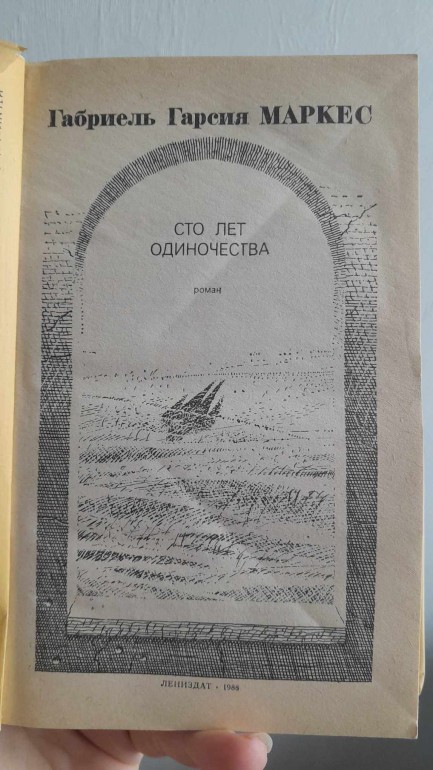 Габриель Гарсия МАРКЕС
СТО ЛЕТ
ОДИНОЧЕСТВА
роман
ЛЕНИЗДАТ · 1986